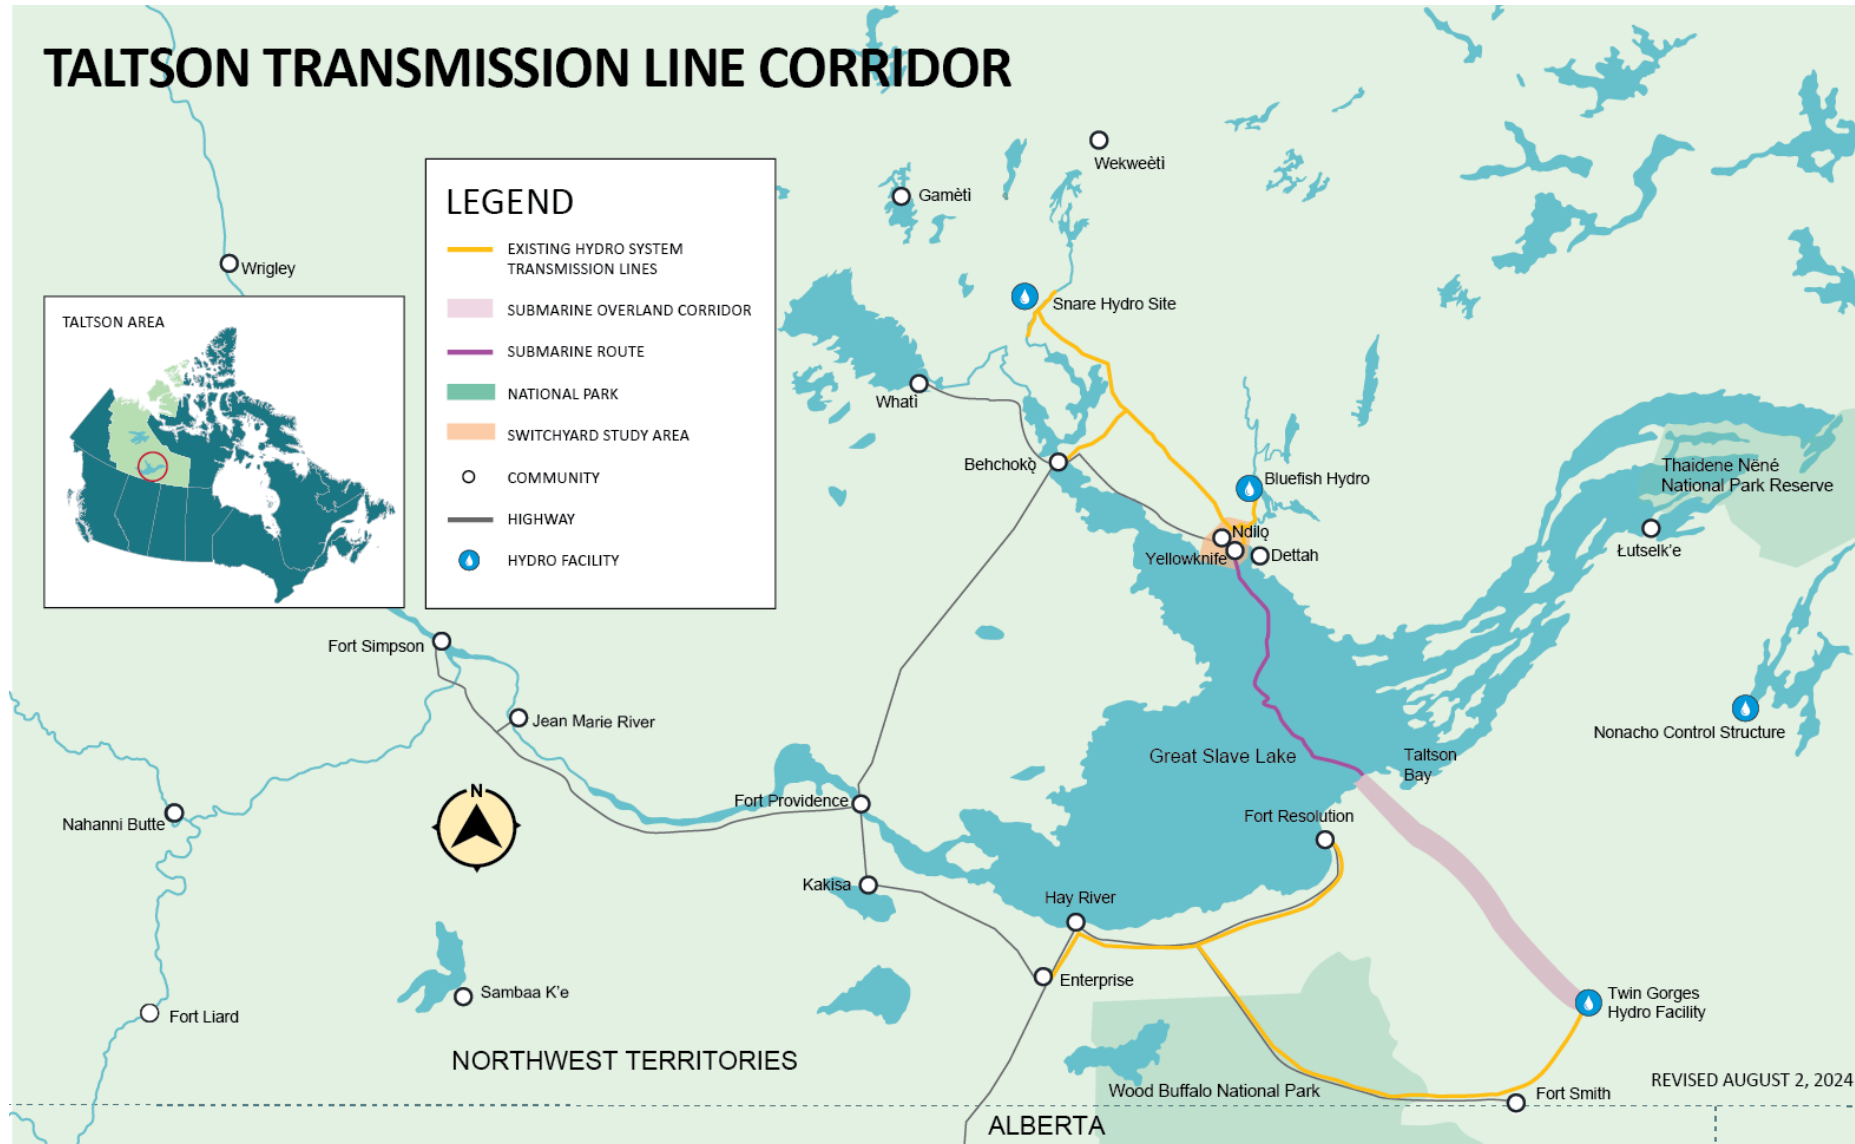 TALTSON TRANSMISSION LINE CORRIDOR
LEGEND
EXISTING HYDRO SYSTEM
TRANSMISSION LINES
SUBMARINE OVERLAND CORRIDOR
SUBMARINE ROUTE
NATIONAL PARK
SWITCHYARD STUDY AREA
COMMUNITY
HIGHWAY
HYDRO FACILITY
TALTSON AREA
Wekweètì
Gamètì
Wrigley
Snare Hydro Site
Whatì
Behchokǫ̀
Bluefish Hydro
Thaidene Nëné
National Park Reserve
Ndilǫ
Yellowknife
Dettah
Łutselk'e
Fort Simpson
Jean Marie River
Nonacho Control Structure
Great Slave Lake
Taltson
Bay
N
Fort Providence
Fort Resolution
Nahanni Butte
Kakisa
Hay River
Enterprise
Sambaa K'e
Fort Liard
Twin Gorges
Hydro Facility
NORTHWEST TERRITORIES
Wood Buffalo National Park
REVISED AUGUST 2, 2024
Fort Smith
ALBERTA